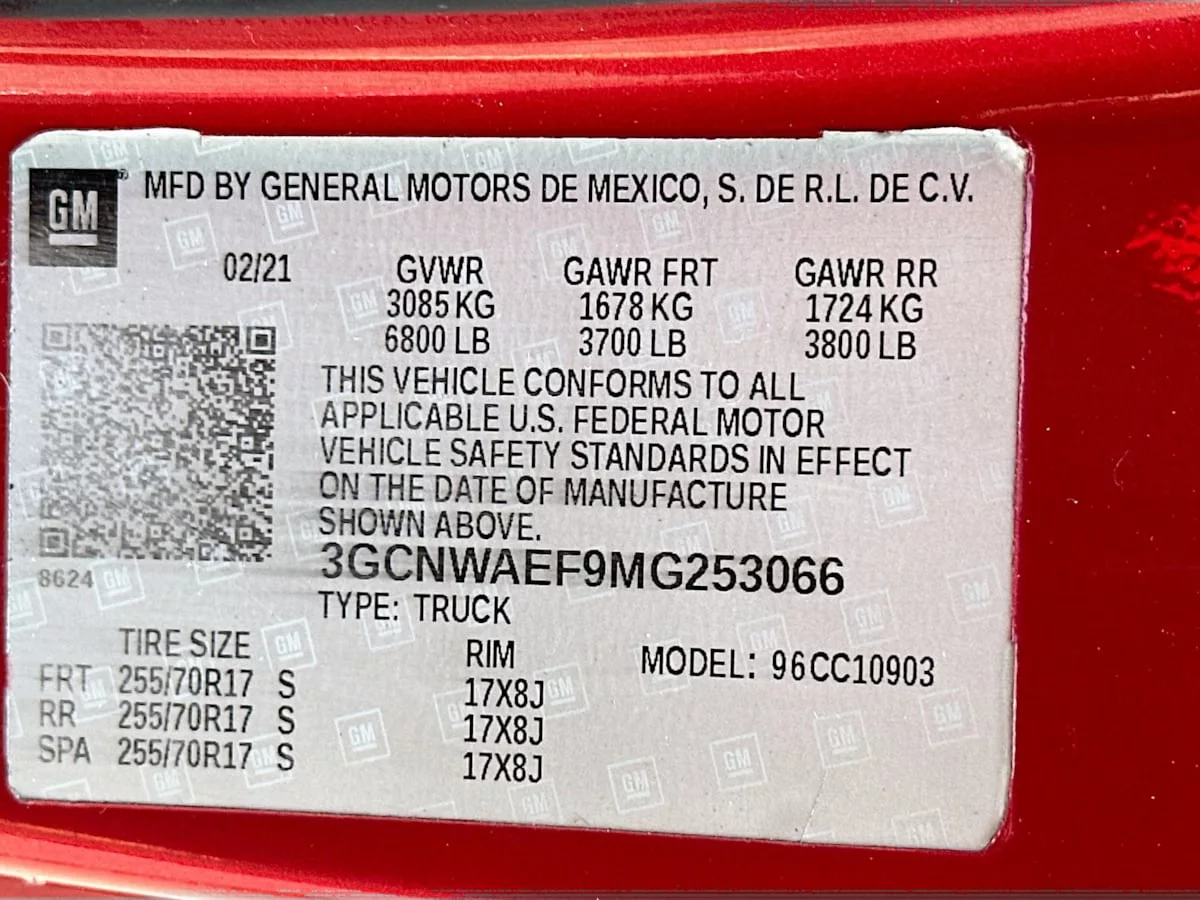 GM
MFD BY GENERAL MOTORS DE MEXICO, S. DE R.L. DE C.V.
02/21 GVWR GAWR FRT GAWR RR
3085 KG 1678 KG 1724 KG
6800 LB 3700 LB 3800 LB
THIS VEHICLE CONFORMS TO ALL
APPLICABLE U.S. FEDERAL MOTOR
VEHICLE SAFETY STANDARDS IN EFFECT
ON THE DATE OF MANUFACTURE
SHOWN ABOVE.
3GCNWAEF9MG253066
8624
TYPE: TRUCK
TIRE SIZE RIM MODEL: 96CC10903
FRT 255/70R17 S 17X8J
RR 255/70R17 S 17X8J
SPA 255/70R17 S 17X8J